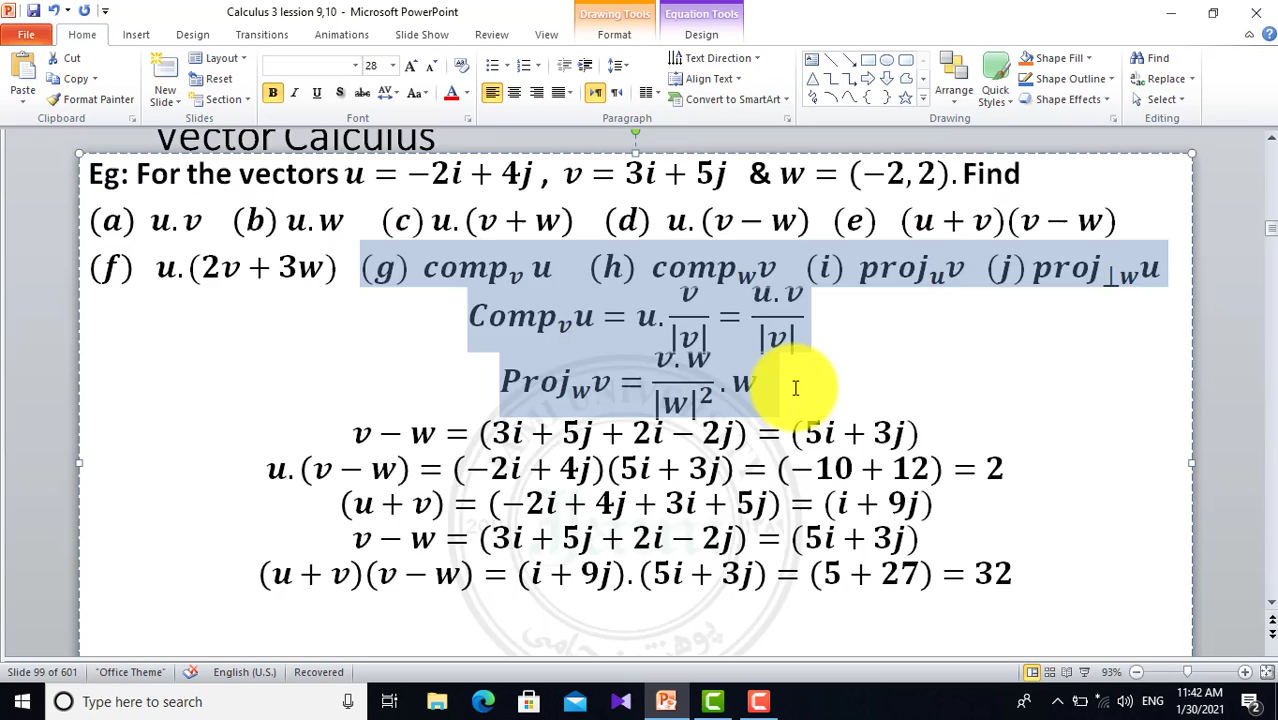 Calculus 3 lession 9,10 - Microsoft PowerPoint
Drawing Tools
Equation Tools
File Home Insert Design Transitions Animations Slide Show Review View Format Design
Cut
Copy
Format Painter
Paste
Clipboard
New Slide
Layout
Reset
Section
Slides
28
Font
Paragraph
Text Direction
Align Text
Convert to SmartArt
Arrange
Quick Styles
Shape Fill
Shape Outline
Shape Effects
Drawing
Find
Replace
Select
Editing
Vector Calculus
Eg: For the vectors u = −2i + 4j , v = 3i + 5j & w = (−2, 2). Find
(a) u.v (b) u.w (c) u.(v + w) (d) u.(v − w) (e) (u + v)(v − w)
(f) u.(2v + 3w) (g) comp_v u (h) comp_w v (i) proj_u v (j) proj_⊥w u
Comp_v u = u. v/|v| = u.v/|v|
Proj_w v = v.w/|w|² . w
v − w = (3i + 5j + 2i − 2j) = (5i + 3j)
u.(v − w) = (−2i + 4j)(5i + 3j) = (−10 + 12) = 2
(u + v) = (−2i + 4j + 3i + 5j) = (i + 9j)
v − w = (3i + 5j + 2i − 2j) = (5i + 3j)
(u + v)(v − w) = (i + 9j).(5i + 3j) = (5 + 27) = 32
Slide 99 of 601 "Office Theme" English (U.S.) Recovered 93%
Type here to search
ENG
11:42 AM
1/30/2021
2